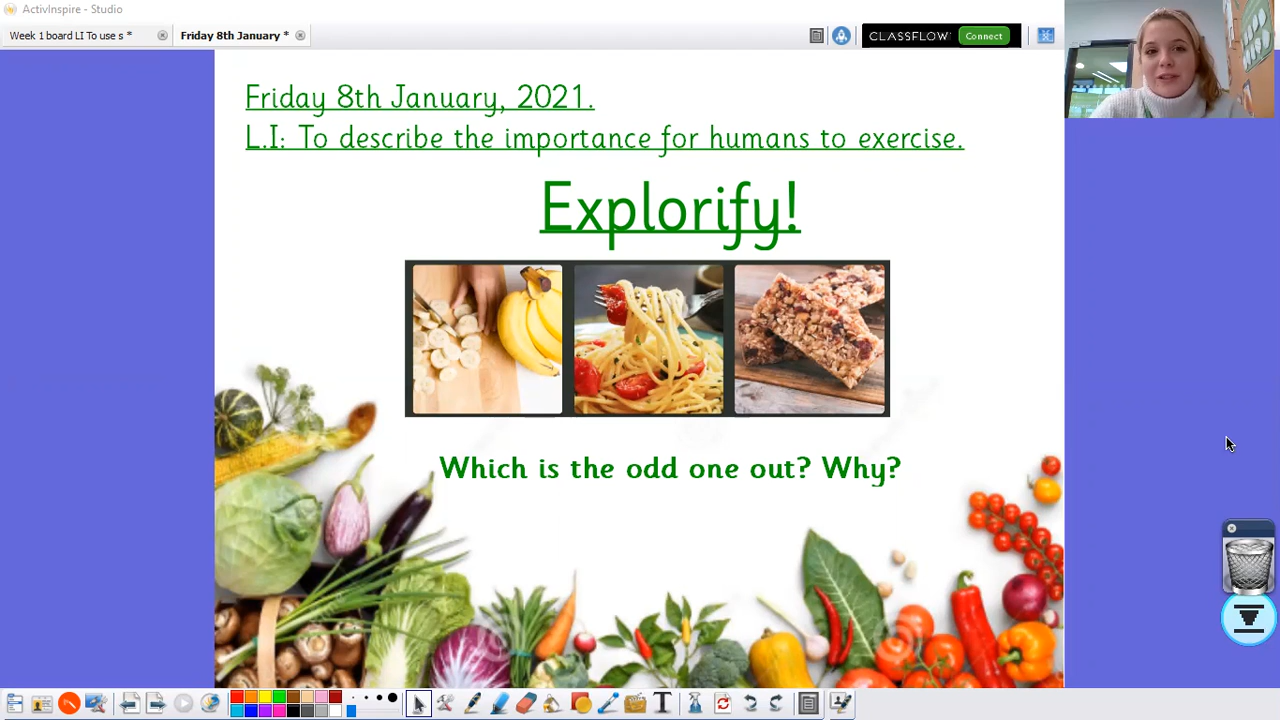 ActivInspire - Studio
Week 1 board LI To use s *
Friday 8th January *
CLASSFLOW
Connect
Friday 8th January, 2021.
L.I: To describe the importance for humans to exercise.
Explorify!
Which is the odd one out? Why?
T